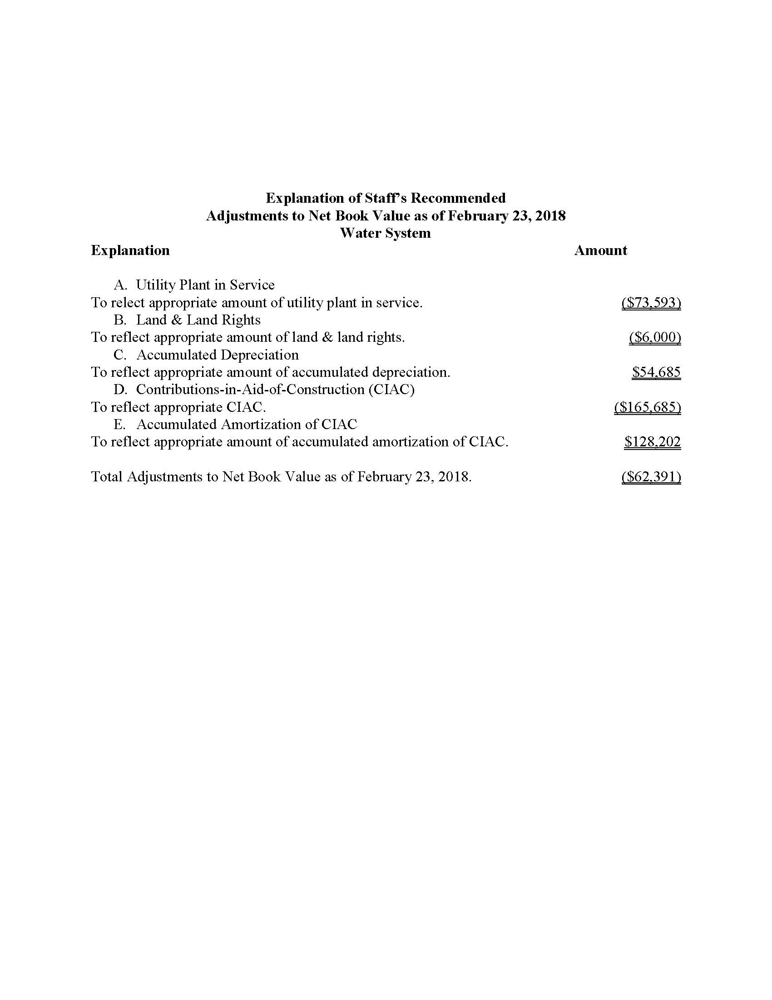 Explanation of Staff’s Recommended
Adjustments to Net Book Value as of February 23, 2018
Water System
Explanation Amount
A. Utility Plant in Service
To relect appropriate amount of utility plant in service. ($73,593)
B. Land & Land Rights
To reflect appropriate amount of land & land rights. ($6,000)
C. Accumulated Depreciation
To reflect appropriate amount of accumulated depreciation. $54,685
D. Contributions-in-Aid-of-Construction (CIAC)
To reflect appropriate CIAC. ($165,685)
E. Accumulated Amortization of CIAC
To reflect appropriate amount of accumulated amortization of CIAC. $128,202
Total Adjustments to Net Book Value as of February 23, 2018. ($62,391)